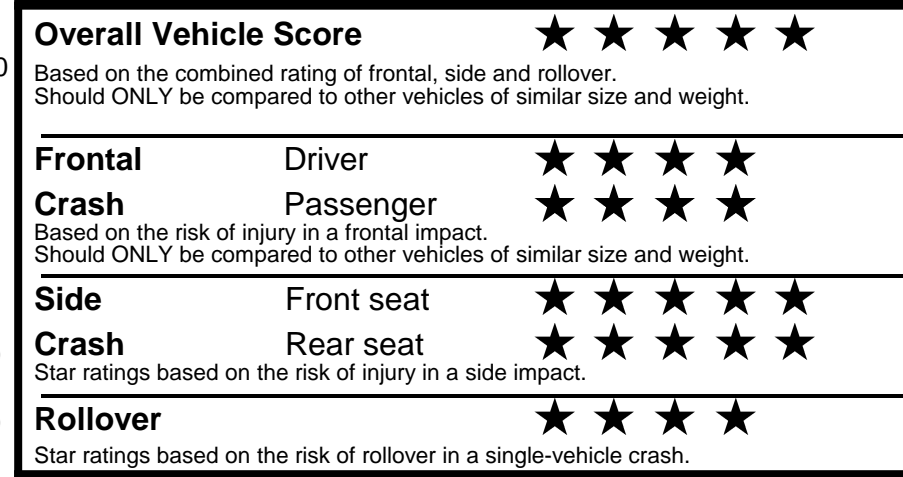 Overall Vehicle Score ★ ★ ★ ★ ★
0
Based on the combined rating of frontal, side and rollover.
Should ONLY be compared to other vehicles of similar size and weight.
Frontal Driver ★ ★ ★ ★
Crash Passenger ★ ★ ★ ★
Based on the risk of injury in a frontal impact.
Should ONLY be compared to other vehicles of similar size and weight.
Side Front seat ★ ★ ★ ★ ★
Crash Rear seat ★ ★ ★ ★ ★
Star ratings based on the risk of injury in a side impact.
Rollover ★ ★ ★ ★
Star ratings based on the risk of rollover in a single-vehicle crash.